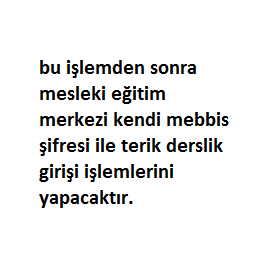 bu işlemden sonra
mesleki eğitim
merkezi kendi mebbis
şifresi ile terik derslik
girişi işlemlerini
yapacaktır.